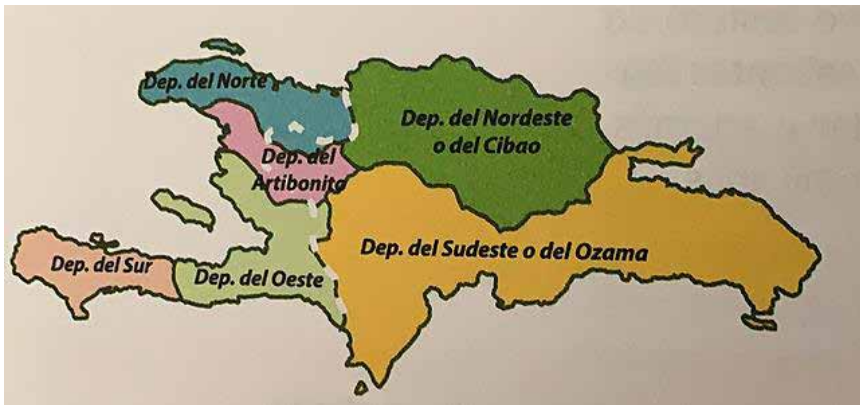 Dep. del Norte
Dep. del Nordeste
o del Cibao
Dep. del
Artibonito
Dep. del Sudeste o del Ozama
Dep. del Sur
Dep. del Oeste